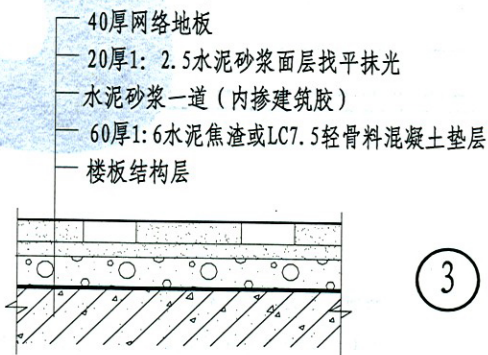 40厚网络地板
20厚1：2.5水泥砂浆面层找平抹光
水泥砂浆一道（内掺建筑胶）
60厚1:6水泥焦渣或LC7.5轻骨料混凝土垫层
楼板结构层
3